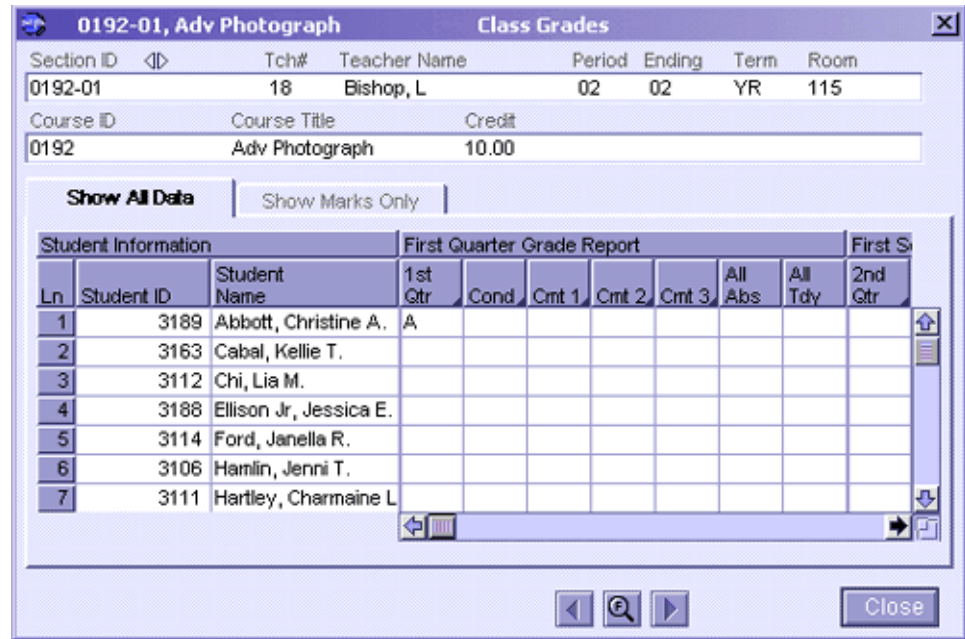 0192-01, Adv Photograph Class Grades
Section ID Tch# Teacher Name Period Ending Term Room
0192-01 18 Bishop, L 02 02 YR 115
Course ID Course Title Credit
0192 Adv Photograph 10.00
Show All Data Show Marks Only
Student Information First Quarter Grade Report First S
Student 1st All All 2nd
Ln Student ID Name Qtr Cond Cmt 1 Cmt 2 Cmt 3 Abs Tdy Qtr
1 3189 Abbott, Christine A. A
2 3163 Cabal, Kellie T.
3 3112 Chi, Lia M.
4 3188 Ellison Jr, Jessica E.
5 3114 Ford, Janella R.
6 3106 Hamlin, Jenni T.
7 3111 Hartley, Charmaine L
Close